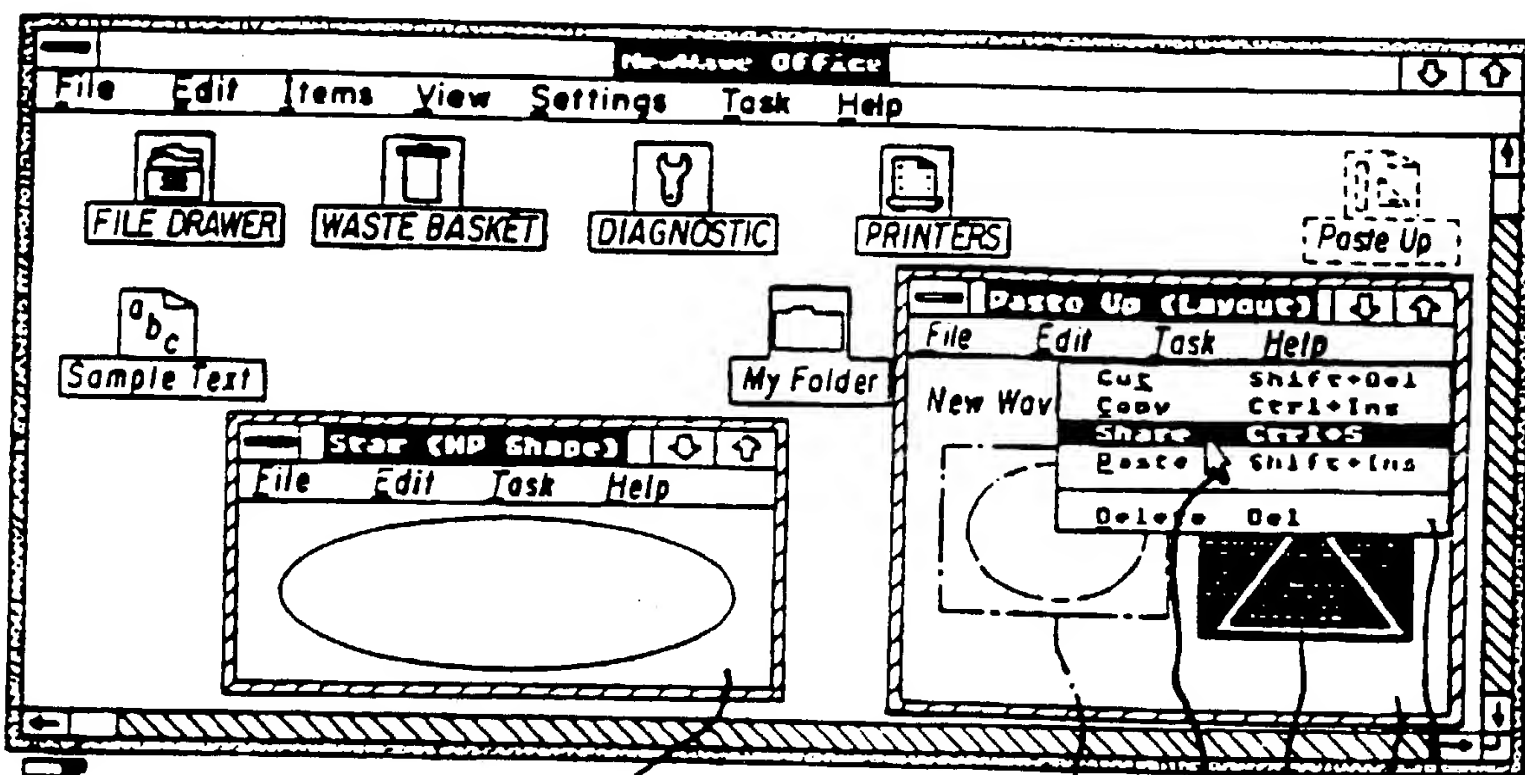 NewWave Office
File Edit Items View Settings Task Help
FILE DRAWER WASTE BASKET DIAGNOSTIC PRINTERS Paste Up
abc
Sample Text My Folder
Paste Up (Layout)
File Edit Task Help
New Wav
Cut Shift+Del
Copy Ctrl+Ins
Share Ctrl+S
Paste Shift+Ins
Delete Del
Star (HP Shape)
File Edit Task Help